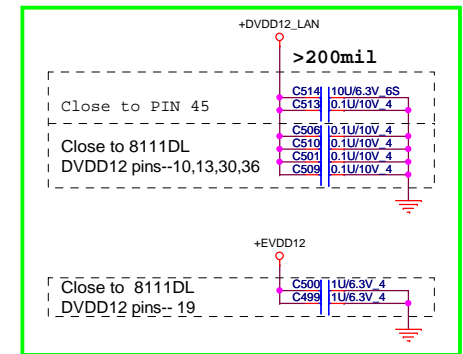 +DVDD12_LAN
>200mil
C514 10U/6.3V_6S
C513 0.1U/10V_4
Close to PIN 45
C506 0.1U/10V_4
C510 0.1U/10V_4
Close to 8111DL
C501 0.1U/10V_4
DVDD12 pins--10,13,30,36
C509 0.1U/10V_4
+EVDD12
Close to 8111DL
C500 1U/6.3V_4
C499 1U/6.3V_4
DVDD12 pins-- 19